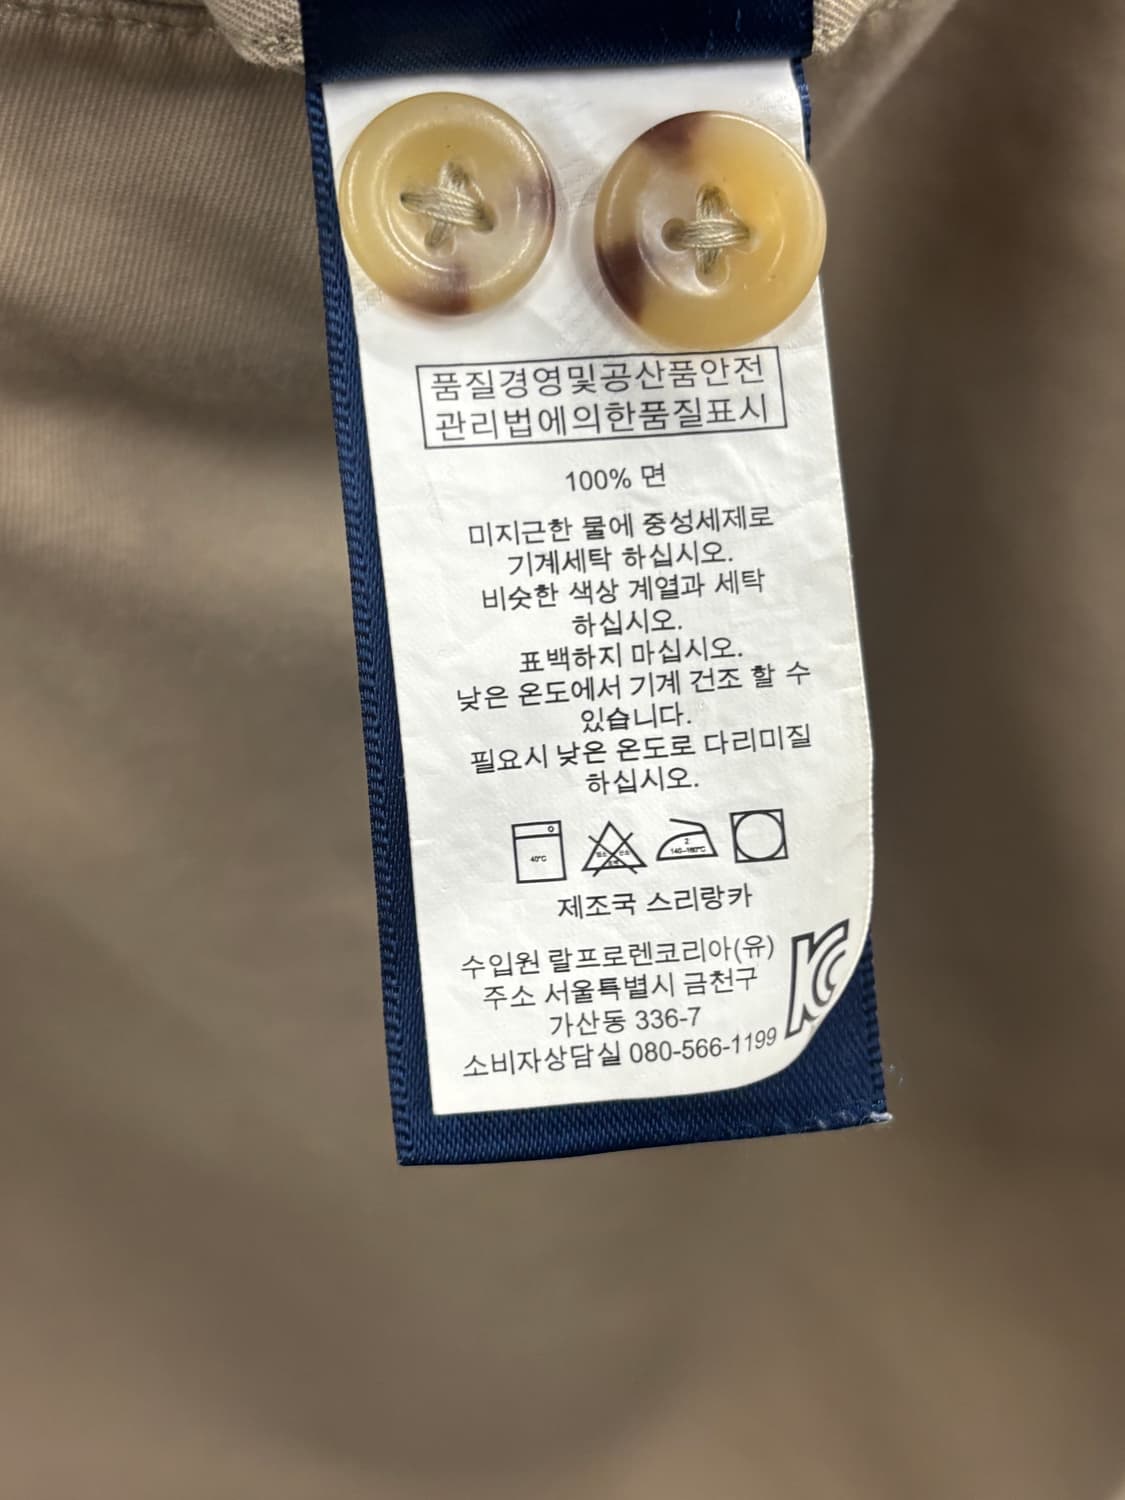 품질경영및공산품안전
관리법에의한품질표시
100% 면
미지근한 물에 중성세제로
기계세탁 하십시오.
비슷한 색상 계열과 세탁
하십시오.
표백하지 마십시오.
낮은 온도에서 기계 건조 할 수
있습니다.
필요시 낮은 온도로 다리미질
하십시오.
40°C
2
140~160°C
제조국 스리랑카
수입원 랄프로렌코리아(유)
주소 서울특별시 금천구
가산동 336-7
소비자상담실 080-566-1199
KC